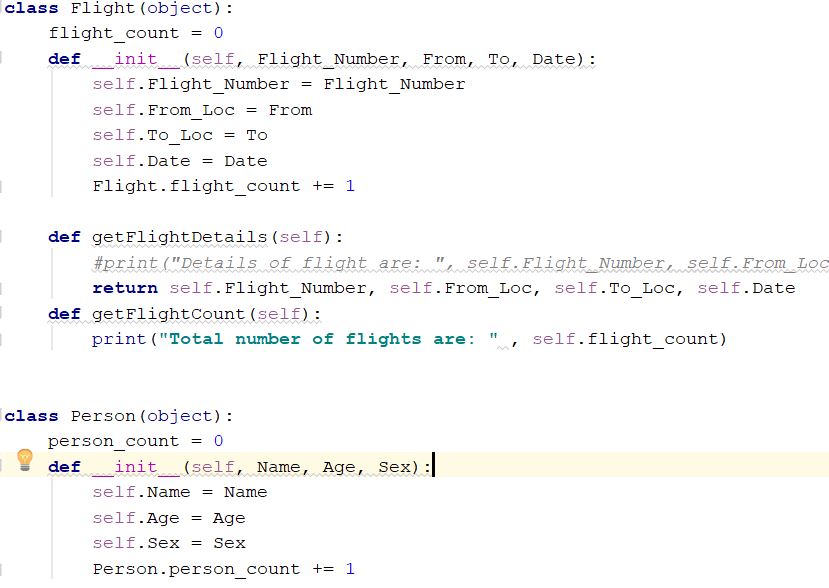 class Flight(object):
    flight_count = 0
    def __init__(self, Flight_Number, From, To, Date):
        self.Flight_Number = Flight_Number
        self.From_Loc = From
        self.To_Loc = To
        self.Date = Date
        Flight.flight_count += 1

    def getFlightDetails(self):
        #print("Details of flight are: ", self.Flight_Number, self.From_Loc
        return self.Flight_Number, self.From_Loc, self.To_Loc, self.Date
    def getFlightCount(self):
        print("Total number of flights are: " , self.flight_count)


class Person(object):
    person_count = 0
    def __init__(self, Name, Age, Sex):
        self.Name = Name
        self.Age = Age
        self.Sex = Sex
        Person.person_count += 1